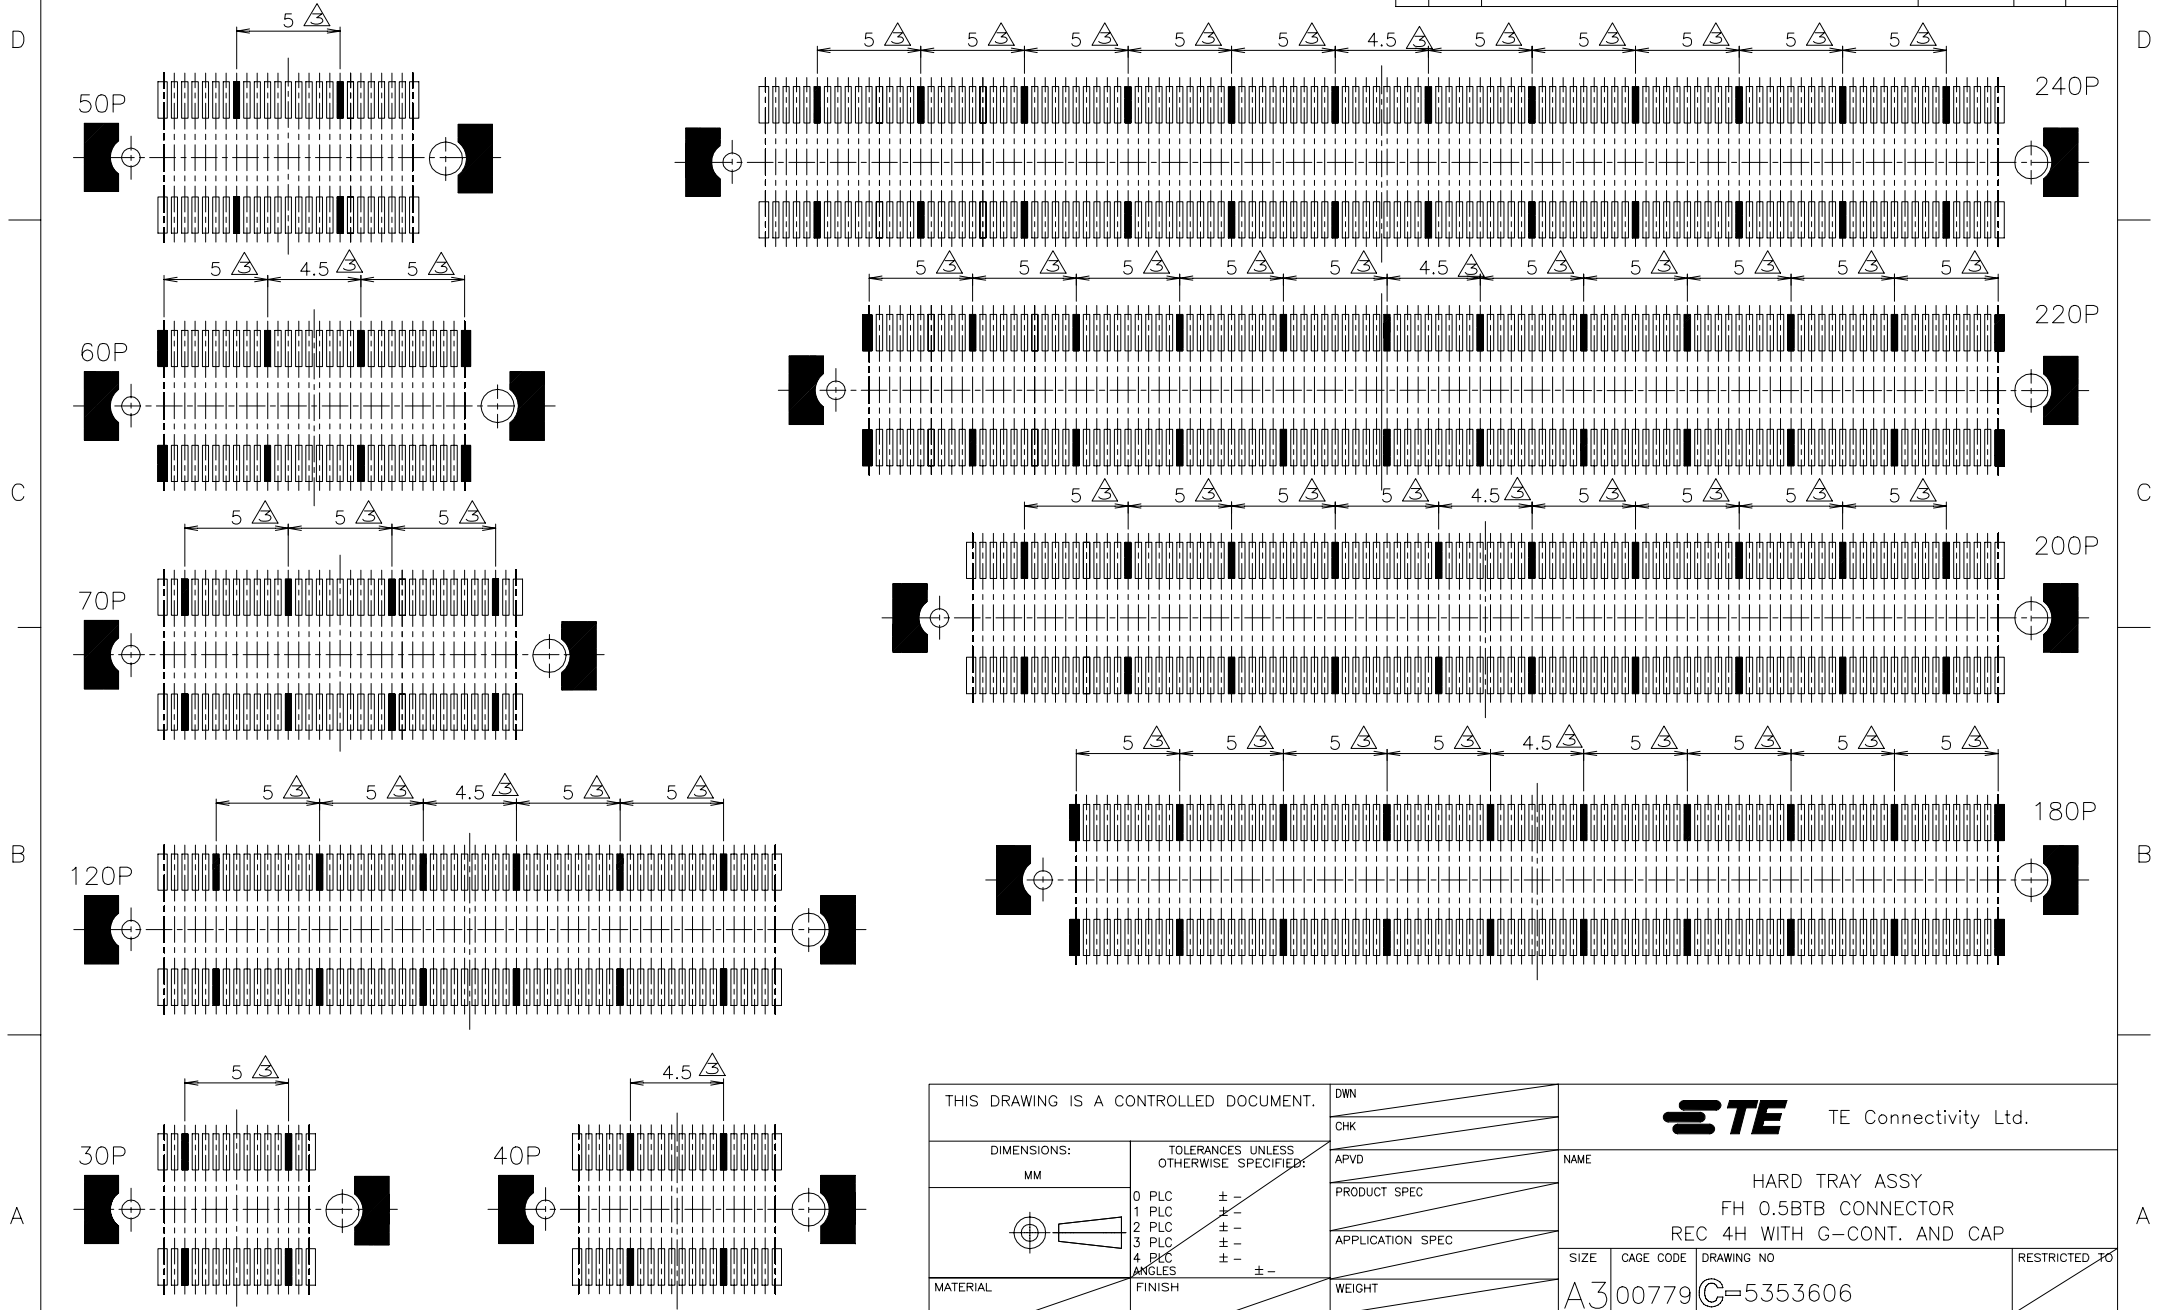 D
5 3
5 3 5 3 5 3 5 3 5 3 4.5 3 5 3 5 3 5 3 5 3 5 3
D
50P
240P
5 3 4.5 3 5 3
5 3 5 3 5 3 5 3 5 3 4.5 3 5 3 5 3 5 3 5 3 5 3
60P
220P
C
5 3 5 3 5 3
5 3 5 3 5 3 5 3 4.5 3 5 3 5 3 5 3 5 3
C
70P
200P
5 3 5 3 5 3 5 3 4.5 3 5 3 5 3 5 3 5 3
5 3 5 3 4.5 3 5 3 5 3
180P
B
120P
B
5 3
4.5 3
30P
40P
A
THIS DRAWING IS A CONTROLLED DOCUMENT.
DIMENSIONS:
MM
TOLERANCES UNLESS
OTHERWISE SPECIFIED:
0 PLC ± -
1 PLC ± -
2 PLC ± -
3 PLC ± -
4 PLC ± -
ANGLES ± -
MATERIAL
FINISH
DWN
CHK
APVD
PRODUCT SPEC
APPLICATION SPEC
WEIGHT
TE TE Connectivity Ltd.
NAME
HARD TRAY ASSY
FH 0.5BTB CONNECTOR
REC 4H WITH G-CONT. AND CAP
SIZE
A3
CAGE CODE
00779
DRAWING NO
C-5353606
RESTRICTED TO
A